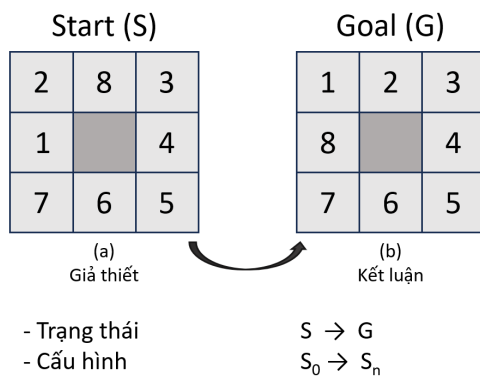 Start (S)
Goal (G)
2 8 3
1 4
7 6 5
1 2 3
8 4
7 6 5
(a)
Giả thiết
(b)
Kết luận
- Trạng thái
S → G
- Cấu hình
S₀ → Sₙ